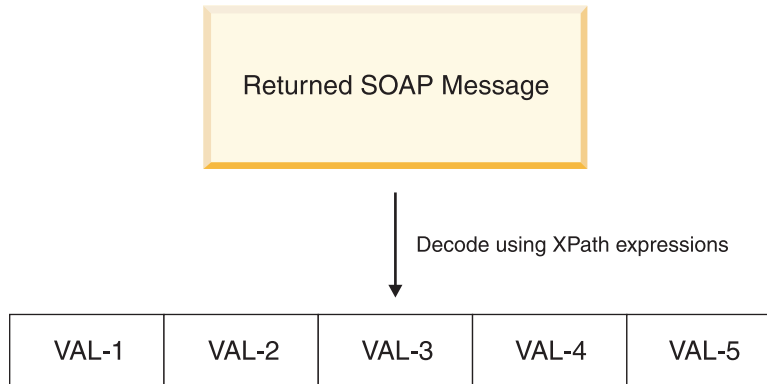 Returned SOAP Message
Decode using XPath expressions
VAL-1 VAL-2 VAL-3 VAL-4 VAL-5